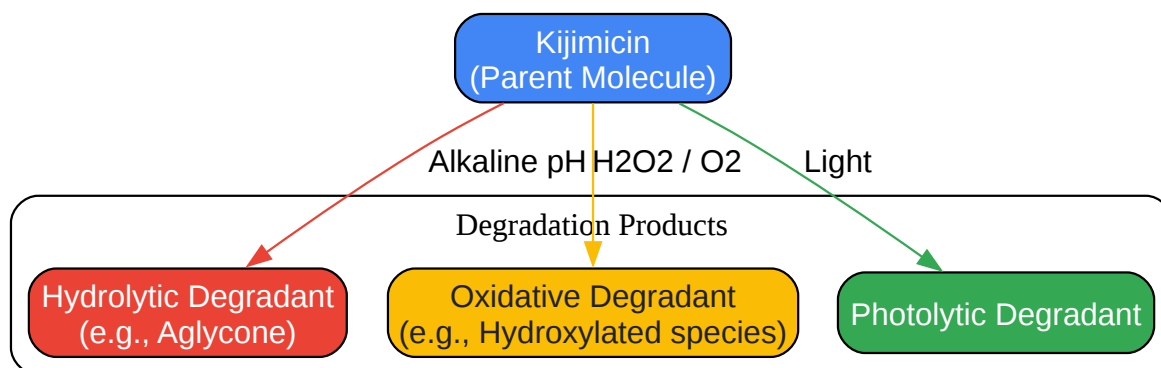 Kijimicin
(Parent Molecule)
Alkaline pH
H2O2 / O2
Light
Degradation Products
Hydrolytic Degradant
(e.g., Aglycone)
Oxidative Degradant
(e.g., Hydroxylated species)
Photolytic Degradant